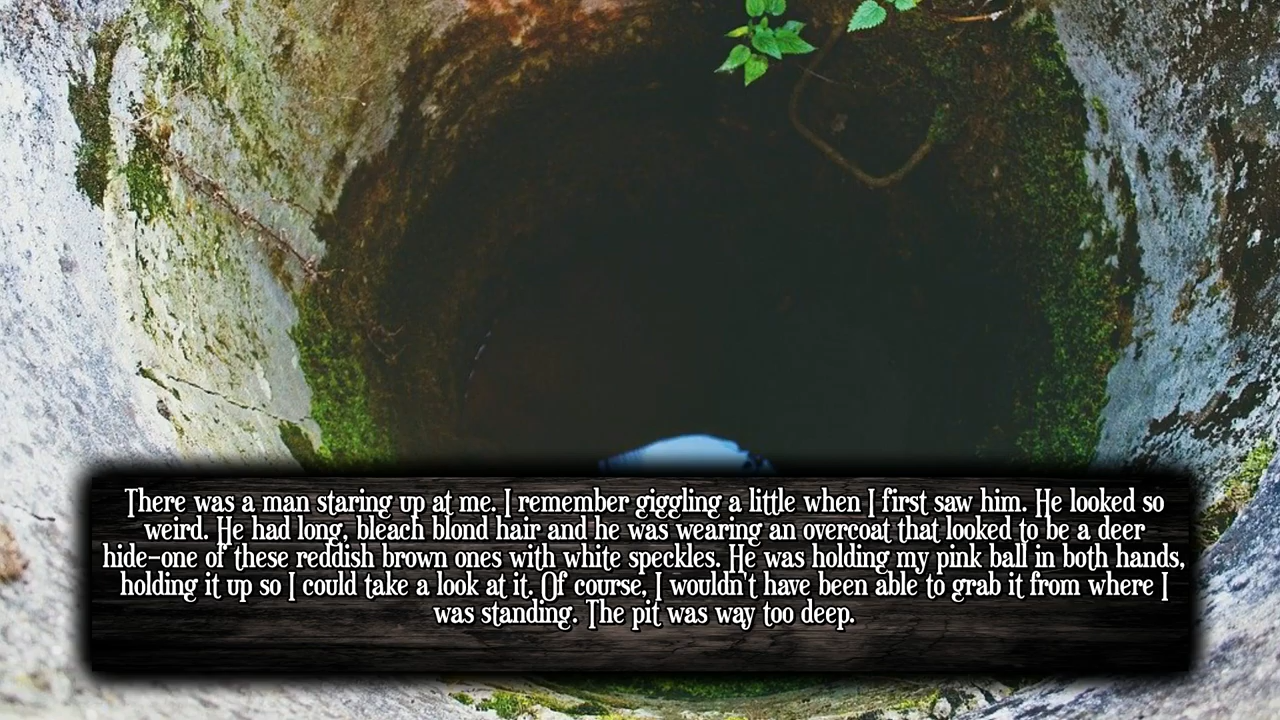 There was a man staring up at me. I remember giggling a little when I first saw him. He looked so
weird. He had long, bleach blond hair and he was wearing an overcoat that looked to be a deer
hide-one of these reddish brown ones with white speckles. He was holding my pink ball in both hands,
holding it up so I could take a look at it. Of course, I wouldn't have been able to grab it from where I
was standing. The pit was way too deep.